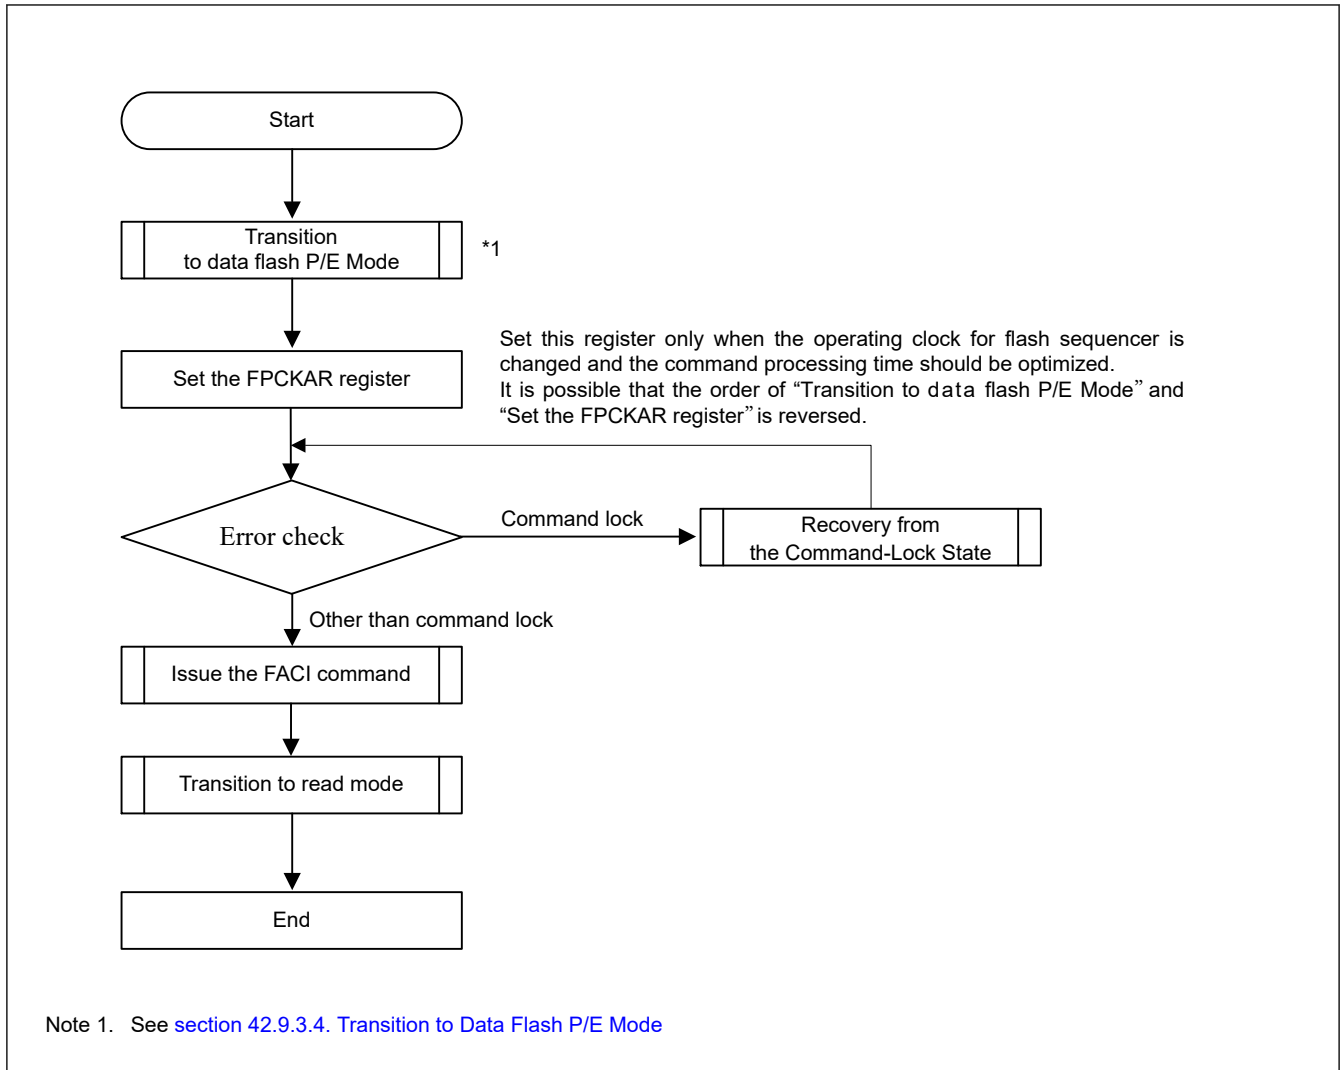 Start
Transition
to data flash P/E Mode
*1
Set the FPCKAR register
Set this register only when the operating clock for flash sequencer is
changed and the command processing time should be optimized.
It is possible that the order of “Transition to data flash P/E Mode” and
“Set the FPCKAR register” is reversed.
Error check
Command lock
Recovery from
the Command-Lock State
Other than command lock
Issue the FACI command
Transition to read mode
End
Note 1. See section 42.9.3.4. Transition to Data Flash P/E Mode